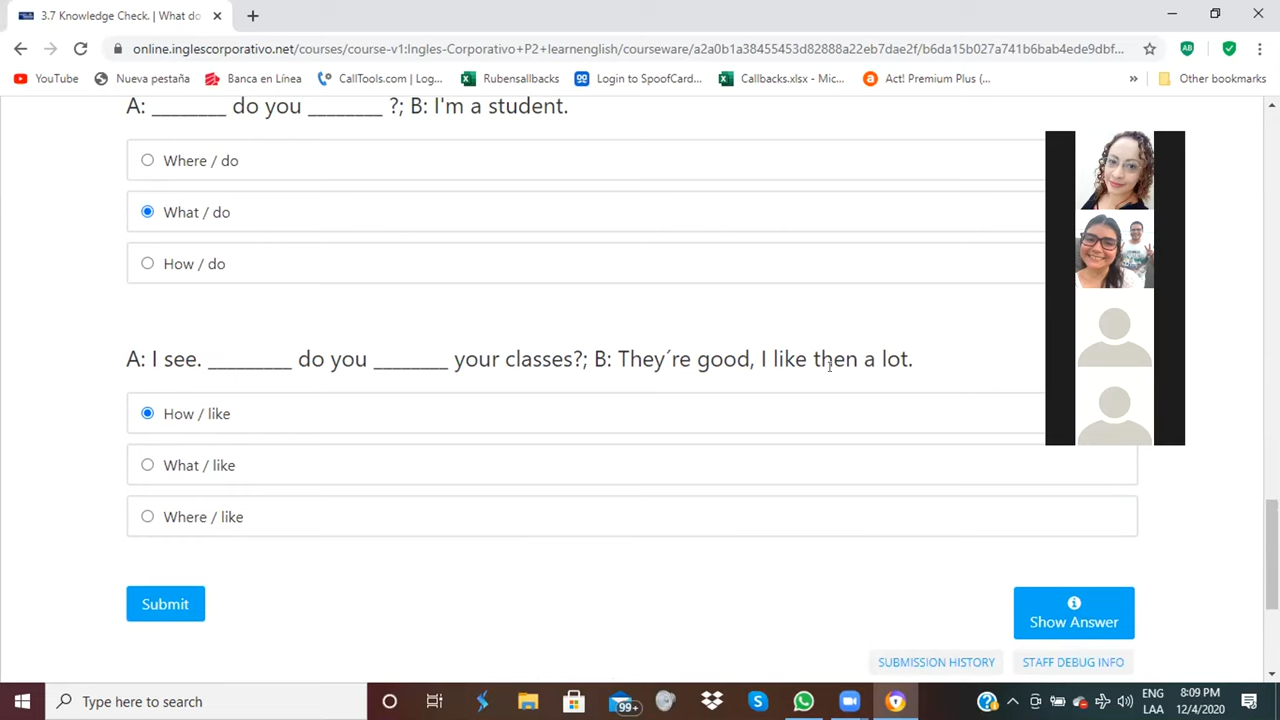 3.7 Knowledge Check. | What do
online.inglescorporativo.net/courses/course-v1:Ingles-Corporativo+P2+learnenglish/courseware/a2a0b1a38455453d82888a22eb7dae2f/b6da15b027a741b6bab4ede9dbf...
YouTube Nueva pestaña Banca en Línea CallTools.com | Log... Rubensallbacks Login to SpoofCard... Callbacks.xlsx - Mic... Act! Premium Plus (... » Other bookmarks
A: ________ do you ________ ?; B: I'm a student.
Where / do
What / do
How / do
A: I see. _________ do you ________ your classes?; B: They´re good, I like then a lot.
How / like
What / like
Where / like
Submit
Show Answer
SUBMISSION HISTORY STAFF DEBUG INFO
Type here to search 99+ ENG 8:09 PM
LAA 12/4/2020